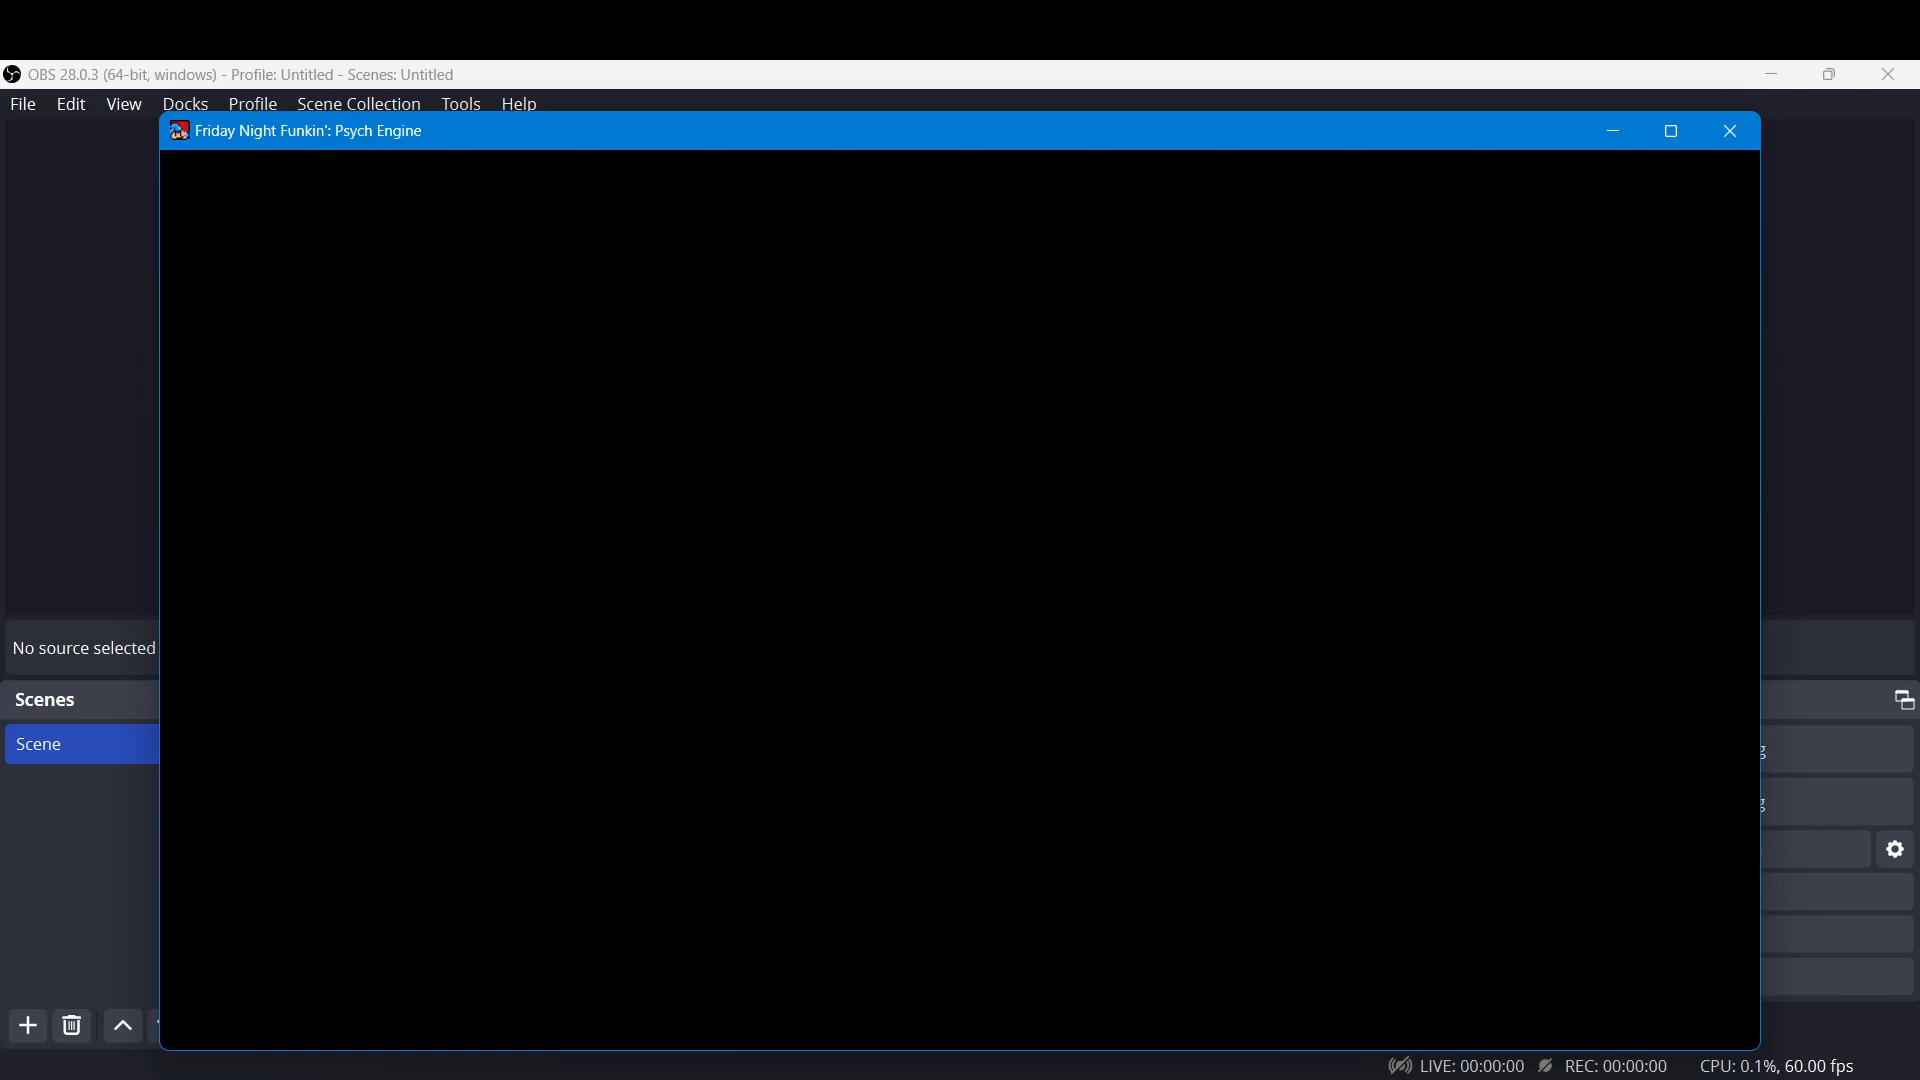 OBS 28.0.3 (64-bit, windows) - Profile: Untitled - Scenes: Untitled
File Edit View Docks Profile Scene Collection Tools Help
Friday Night Funkin': Psych Engine
No source selected
Scenes
Scene
LIVE: 00:00:00 REC: 00:00:00 CPU: 0.1%, 60.00 fps